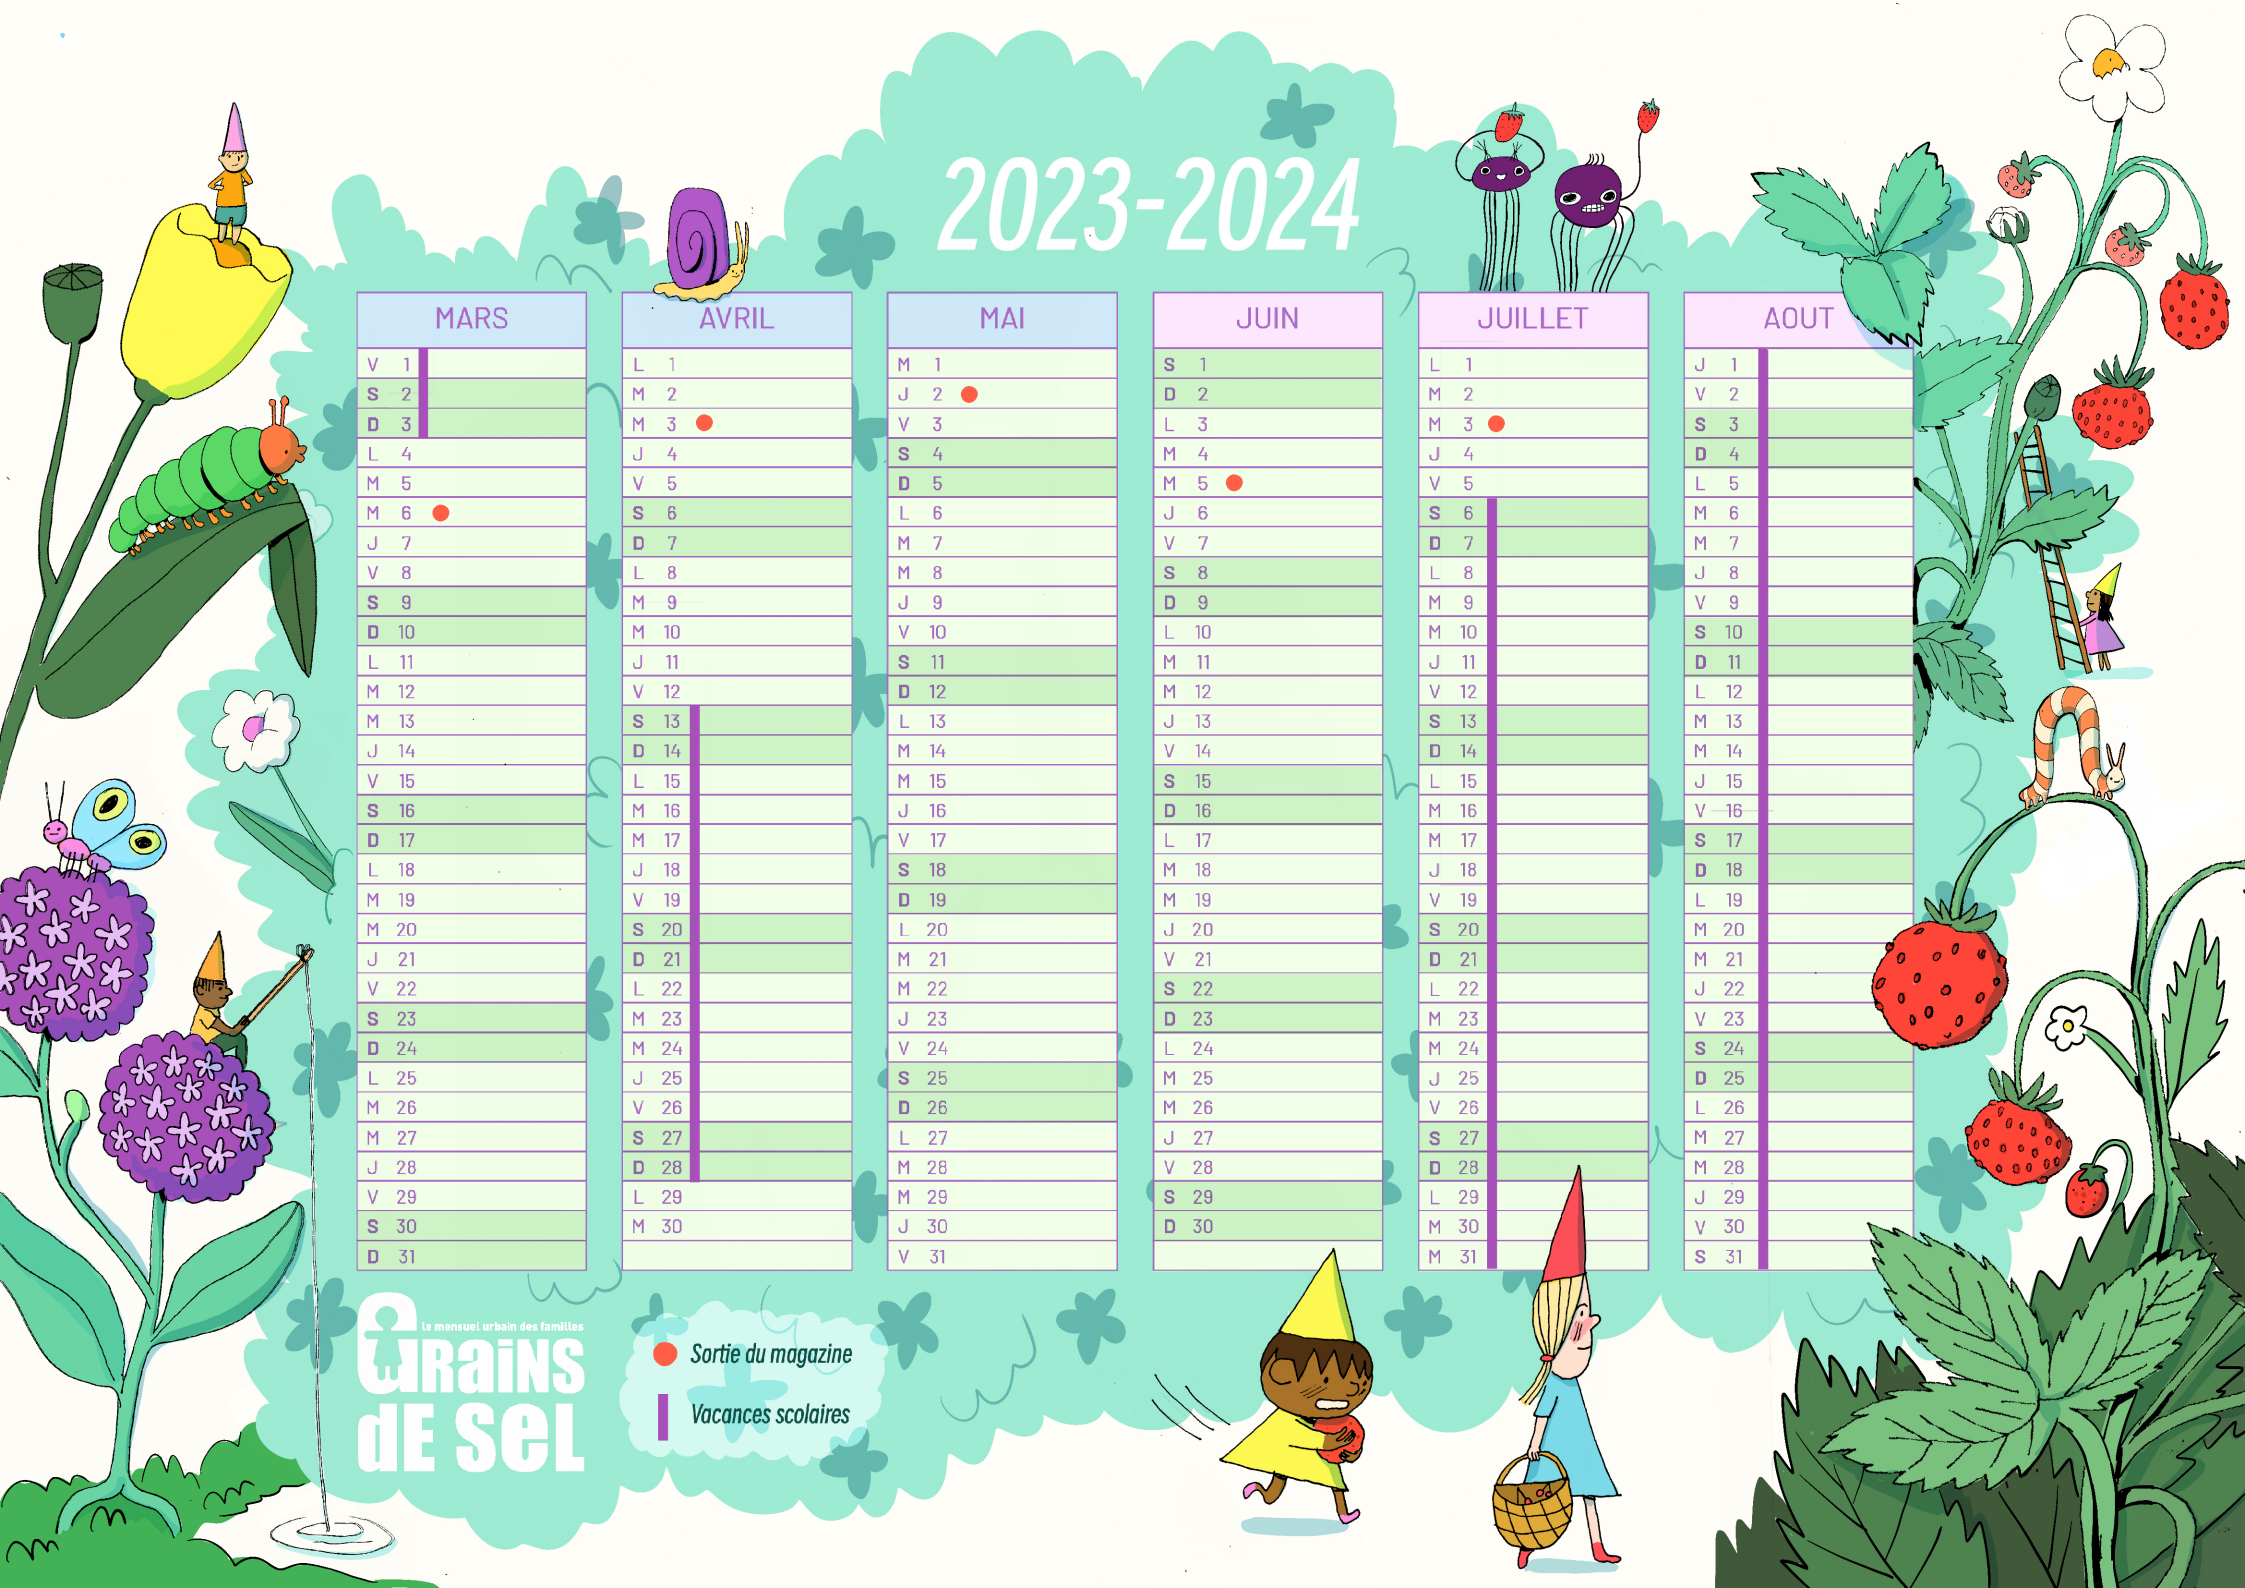 2023-2024
MARS
V 1
S 2
D 3
L 4
M 5
M 6
J 7
V 8
S 9
D 10
L 11
M 12
M 13
J 14
V 15
S 16
D 17
L 18
M 19
M 20
J 21
V 22
S 23
D 24
L 25
M 26
M 27
J 28
V 29
S 30
D 31
AVRIL
L 1
M 2
M 3
J 4
V 5
S 6
D 7
L 8
M 9
M 10
J 11
V 12
S 13
D 14
L 15
M 16
M 17
J 18
V 19
S 20
D 21
L 22
M 23
M 24
J 25
V 26
S 27
D 28
L 29
M 30
MAI
M 1
J 2
V 3
S 4
D 5
L 6
M 7
M 8
J 9
V 10
S 11
D 12
L 13
M 14
M 15
J 16
V 17
S 18
D 19
L 20
M 21
M 22
J 23
V 24
S 25
D 26
L 27
M 28
M 29
J 30
V 31
JUIN
S 1
D 2
L 3
M 4
M 5
J 6
V 7
S 8
D 9
L 10
M 11
M 12
J 13
V 14
S 15
D 16
L 17
M 18
M 19
J 20
V 21
S 22
D 23
L 24
M 25
M 26
J 27
V 28
S 29
D 30
JUILLET
L 1
M 2
M 3
J 4
V 5
S 6
D 7
L 8
M 9
M 10
J 11
V 12
S 13
D 14
L 15
M 16
M 17
J 18
V 19
S 20
D 21
L 22
M 23
M 24
J 25
V 26
S 27
D 28
L 29
M 30
M 31
AOUT
J 1
V 2
S 3
D 4
L 5
M 6
M 7
J 8
V 9
S 10
D 11
L 12
M 13
M 14
J 15
V 16
S 17
D 18
L 19
M 20
M 21
J 22
V 23
S 24
D 25
L 26
M 27
M 28
J 29
V 30
S 31
le mensuel urbain des familles
GRaiNS
dE SeL
Sortie du magazine
Vacances scolaires